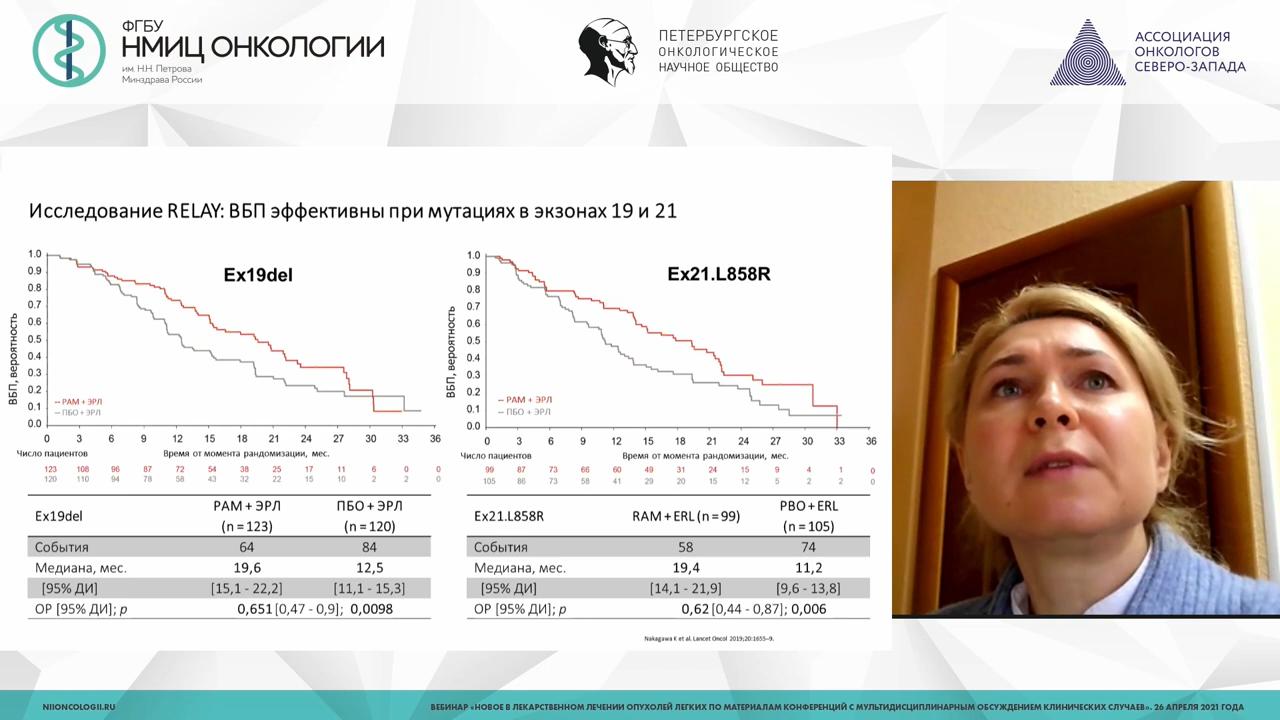 ФГБУ
НМИЦ ОНКОЛОГИИ
им. Н.Н. Петрова
Минздрава России
ПЕТЕРБУРГСКОЕ
ОНКОЛОГИЧЕСКОЕ
НАУЧНОЕ ОБЩЕСТВО
АССОЦИАЦИЯ
ОНКОЛОГОВ
СЕВЕРО-ЗАПАДА
Исследование RELAY: ВБП эффективны при мутациях в экзонах 19 и 21
Ex19del
ВБП, вероятность
1.0
0.9
0.8
0.7
0.6
0.5
0.4
0.3
0.2
0.1
0.0
РАМ + ЭРЛ
ПБО + ЭРЛ
0 3 6 9 12 15 18 21 24 27 30 33 36
Число пациентов Время от момента рандомизации, мес.
123 108 96 87 72 54 38 25 17 11 6 0 0
120 110 94 78 58 43 32 22 15 10 2 2 0
Ex19del РАМ + ЭРЛ (n = 123) ПБО + ЭРЛ (n = 120)
События 64 84
Медиана, мес. 19,6 12,5
[95% ДИ] [15,1 - 22,2] [11,1 - 15,3]
ОР [95% ДИ]; p 0,651 [0,47 - 0,9]; 0,0098
Ex21.L858R
ВБП, вероятность
1.0
0.9
0.8
0.7
0.6
0.5
0.4
0.3
0.2
0.1
0.0
РАМ + ЭРЛ
ПБО + ЭРЛ
0 3 6 9 12 15 18 21 24 27 30 33 36
Число пациентов Время от момента рандомизации, мес.
99 87 73 66 60 49 31 24 15 9 4 1 0
105 86 73 58 41 29 20 15 12 5 2 2 0
Ex21.L858R RAM + ERL (n = 99) PBO + ERL (n = 105)
События 58 74
Медиана, мес. 19,4 11,2
[95% ДИ] [14,1 - 21,9] [9,6 - 13,8]
ОР [95% ДИ]; p 0,62 [0,44 - 0,87]; 0,006
Nakagawa K et al. Lancet Oncol 2019;20:1655–9.
NIIONCOLOGII.RU
ВЕБИНАР «НОВОЕ В ЛЕКАРСТВЕННОМ ЛЕЧЕНИИ ОПУХОЛЕЙ ЛЕГКИХ ПО МАТЕРИАЛАМ КОНФЕРЕНЦИЙ С МУЛЬТИДИСЦИПЛИНАРНЫМ ОБСУЖДЕНИЕМ КЛИНИЧЕСКИХ СЛУЧАЕВ». 26 АПРЕЛЯ 2021 ГОДА